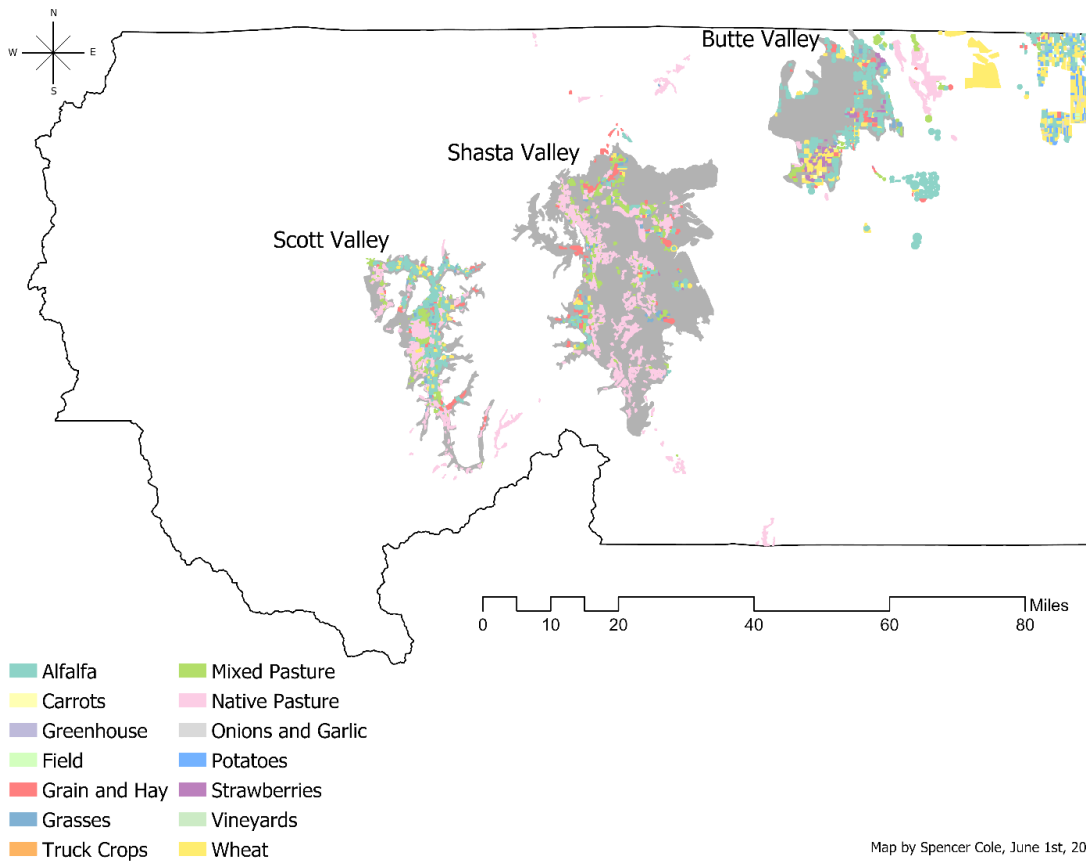 N
W E
S
Butte Valley
Shasta Valley
Scott Valley
Miles
0 10 20 40 60 80
Alfalfa Mixed Pasture
Carrots Native Pasture
Greenhouse Onions and Garlic
Field Potatoes
Grain and Hay Strawberries
Grasses Vineyards
Truck Crops Wheat
Map by Spencer Cole, June 1st, 20